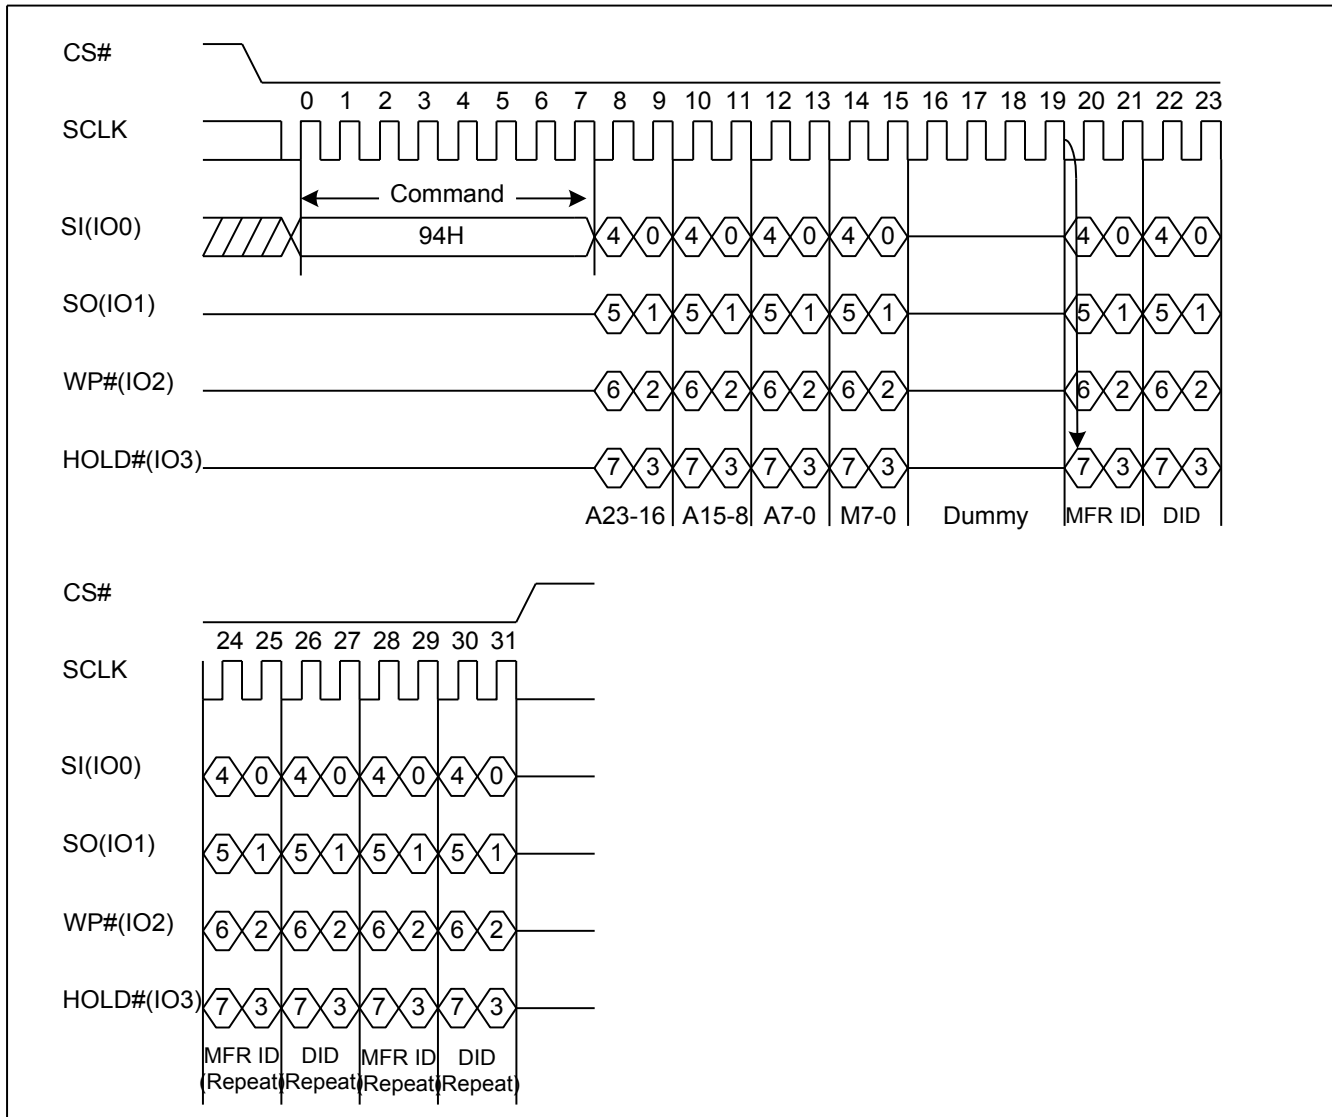 CS#
0 1 2 3 4 5 6 7 8 9 10 11 12 13 14 15 16 17 18 19 20 21 22 23
SCLK
Command
SI(IO0) 94H 4 0 4 0 4 0 4 0 4 0 4 0
SO(IO1) 5 1 5 1 5 1 5 1 5 1 5 1
WP#(IO2) 6 2 6 2 6 2 6 2 6 2 6 2
HOLD#(IO3) 7 3 7 3 7 3 7 3 7 3 7 3
A23-16 A15-8 A7-0 M7-0 Dummy MFR ID DID
CS#
24 25 26 27 28 29 30 31
SCLK
SI(IO0) 4 0 4 0 4 0 4 0
SO(IO1) 5 1 5 1 5 1 5 1
WP#(IO2) 6 2 6 2 6 2 6 2
HOLD#(IO3) 7 3 7 3 7 3 7 3
MFR ID DID MFR ID DID
(Repeat) (Repeat) (Repeat) (Repeat)